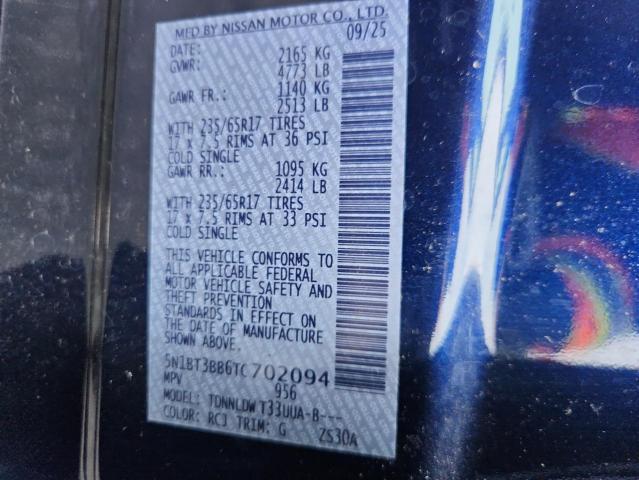 MFD BY NISSAN MOTOR CO., LTD.
DATE: 09/25
GVWR: 2165 KG
4773 LB
GAWR FR.: 1140 KG
2513 LB
WITH 235/65R17 TIRES
17 x 7.5 RIMS AT 36 PSI
COLD SINGLE
GAWR RR.: 1095 KG
2414 LB
WITH 235/65R17 TIRES
17 x 7.5 RIMS AT 33 PSI
COLD SINGLE
THIS VEHICLE CONFORMS TO
ALL APPLICABLE FEDERAL
MOTOR VEHICLE SAFETY AND
THEFT PREVENTION
STANDARDS IN EFFECT ON
THE DATE OF MANUFACTURE
SHOWN ABOVE.
5N1BT3BB6TC702094
MPV 956
MODEL: TDNNLDW T33UUA-B---
COLOR: RCJ TRIM: G ZS30A